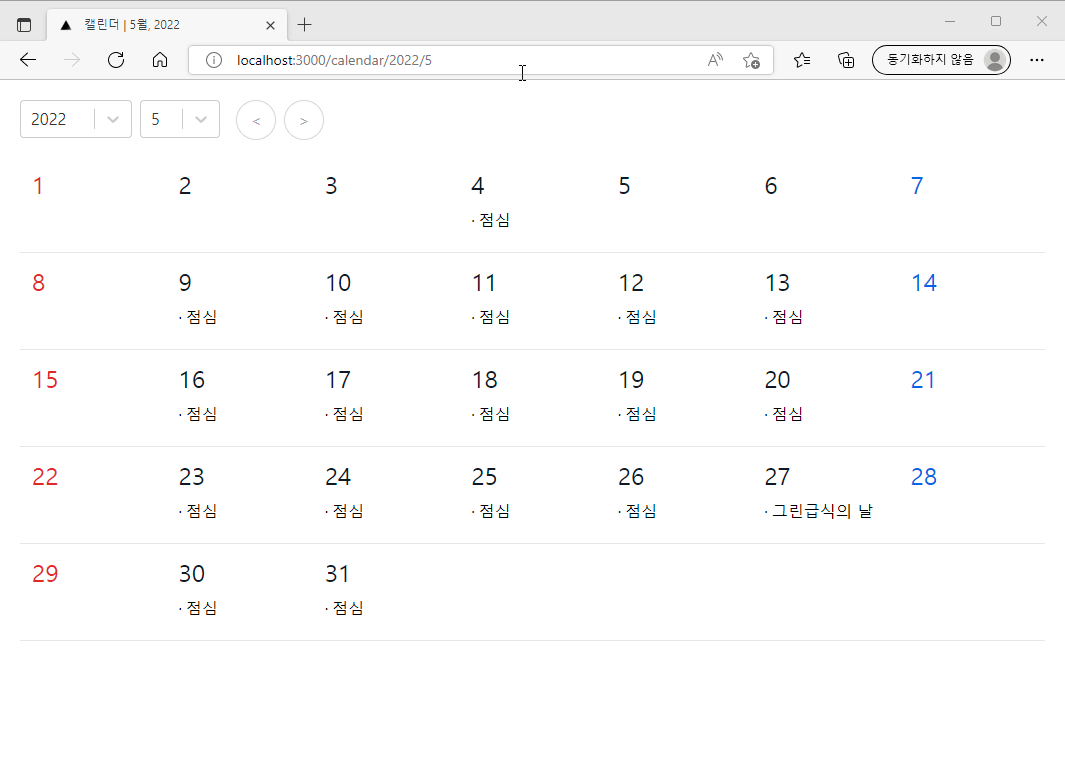 캘린더 | 5월, 2022
localhost:3000/calendar/2022/5
동기화하지 않음
2022 5 < >
1 2 3 4 5 6 7
· 점심
8 9 10 11 12 13 14
· 점심 · 점심 · 점심 · 점심 · 점심
15 16 17 18 19 20 21
· 점심 · 점심 · 점심 · 점심 · 점심
22 23 24 25 26 27 28
· 점심 · 점심 · 점심 · 점심 · 그린급식의 날
29 30 31
· 점심 · 점심